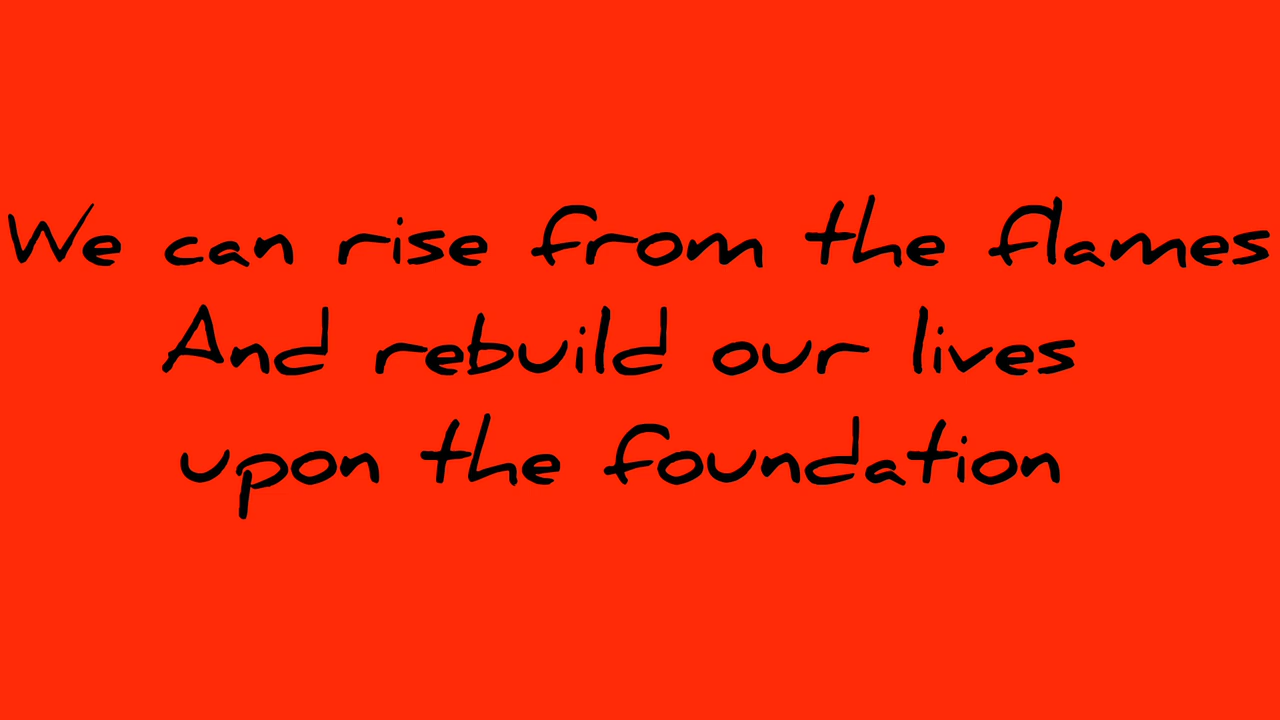 We can rise from the flames
And rebuild our lives
upon the foundation